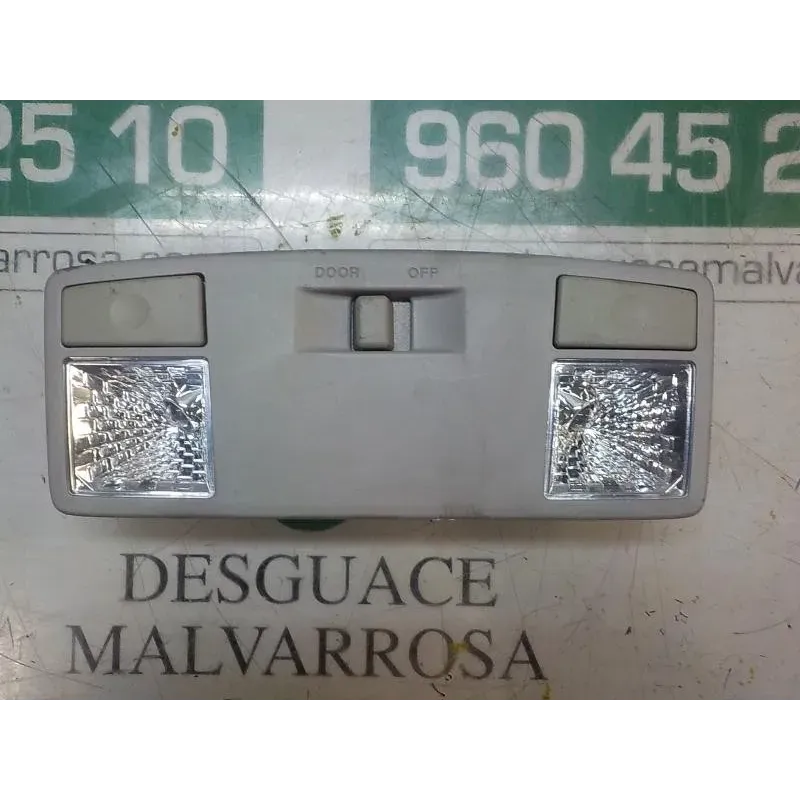 25 10
960 45 2
DOOR OFF
DESGUACE
MALVARROSA